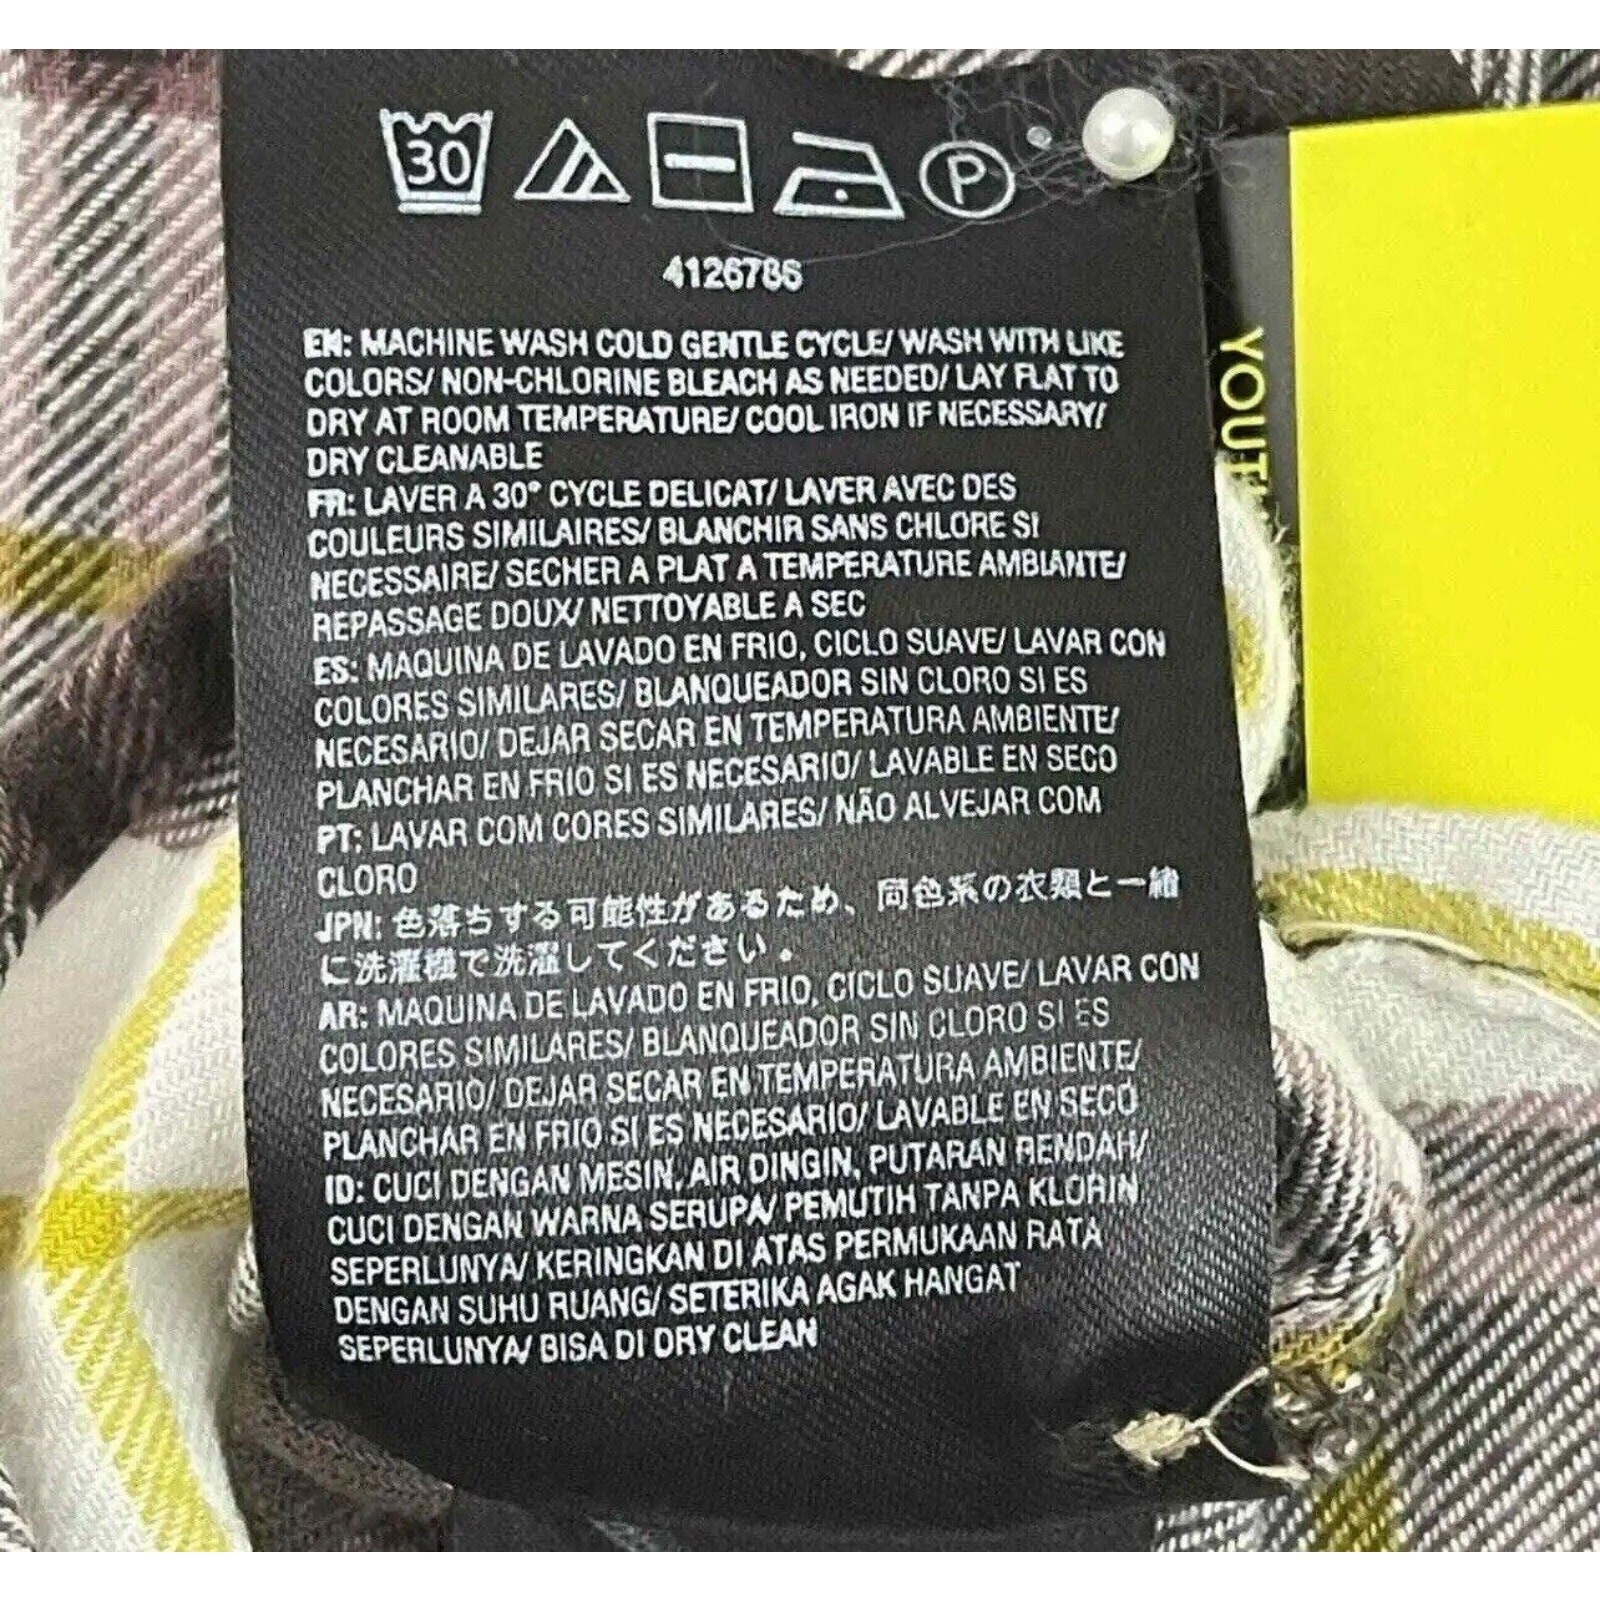 30
P
4126786
EN: MACHINE WASH COLD GENTLE CYCLE/ WASH WITH LIKE
COLORS/ NON-CHLORINE BLEACH AS NEEDED/ LAY FLAT TO
DRY AT ROOM TEMPERATURE/ COOL IRON IF NECESSARY/
DRY CLEANABLE
FR: LAVER A 30° CYCLE DELICAT/ LAVER AVEC DES
COULEURS SIMILAIRES/ BLANCHIR SANS CHLORE SI
NECESSAIRE/ SECHER A PLAT A TEMPERATURE AMBIANTE/
REPASSAGE DOUX/ NETTOYABLE A SEC
ES: MAQUINA DE LAVADO EN FRIO, CICLO SUAVE/ LAVAR CON
COLORES SIMILARES/ BLANQUEADOR SIN CLORO SI ES
NECESARIO/ DEJAR SECAR EN TEMPERATURA AMBIENTE/
PLANCHAR EN FRIO SI ES NECESARIO/ LAVABLE EN SECO
PT: LAVAR COM CORES SIMILARES/ NÃO ALVEJAR COM
CLORO
JPN: 色落ちする可能性があるため、同色系の衣類と一緒
に洗濯機で洗濯してください。
AR: MAQUINA DE LAVADO EN FRIO, CICLO SUAVE/ LAVAR CON
COLORES SIMILARES/ BLANQUEADOR SIN CLORO SI ES
NECESARIO/ DEJAR SECAR EN TEMPERATURA AMBIENTE/
PLANCHAR EN FRIO SI ES NECESARIO/ LAVABLE EN SECO
ID: CUCI DENGAN MESIN, AIR DINGIN, PUTARAN RENDAH/
CUCI DENGAN WARNA SERUPA/ PEMUTIH TANPA KLORIN
SEPERLUNYA/ KERINGKAN DI ATAS PERMUKAAN RATA
DENGAN SUHU RUANG/ SETERIKA AGAK HANGAT
SEPERLUNYA/ BISA DI DRY CLEAN